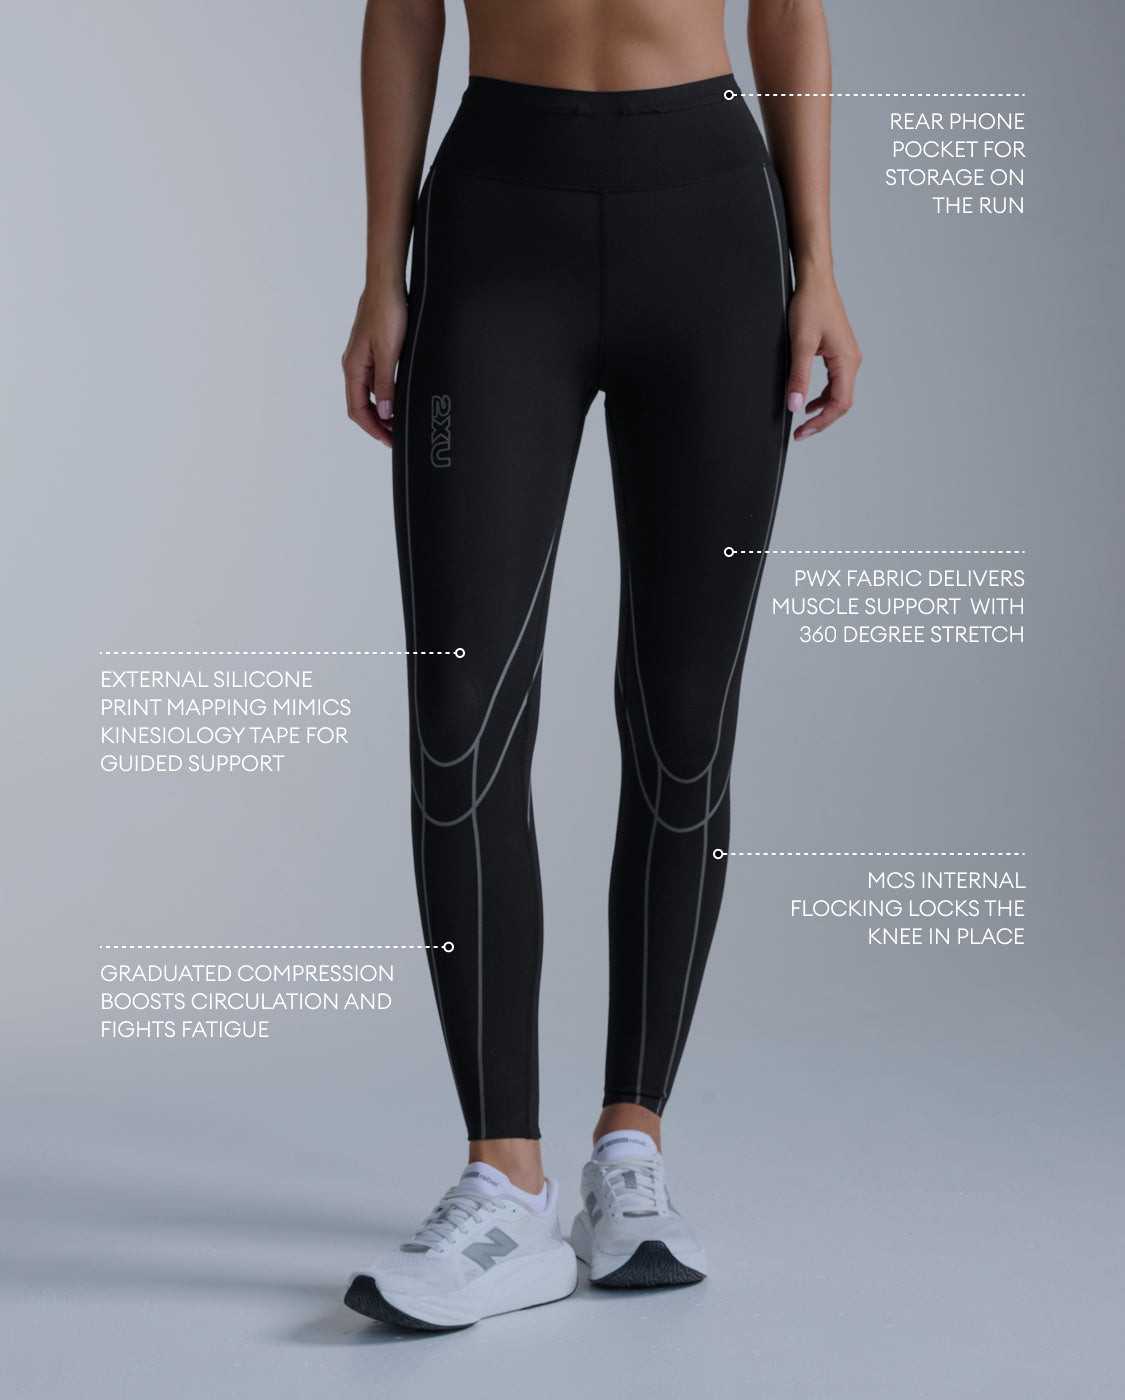 REAR PHONE
POCKET FOR
STORAGE ON
THE RUN
2XU
PWX FABRIC DELIVERS
MUSCLE SUPPORT WITH
360 DEGREE STRETCH
EXTERNAL SILICONE
PRINT MAPPING MIMICS
KINESIOLOGY TAPE FOR
GUIDED SUPPORT
MCS INTERNAL
FLOCKING LOCKS THE
KNEE IN PLACE
GRADUATED COMPRESSION
BOOSTS CIRCULATION AND
FIGHTS FATIGUE
rebel
N